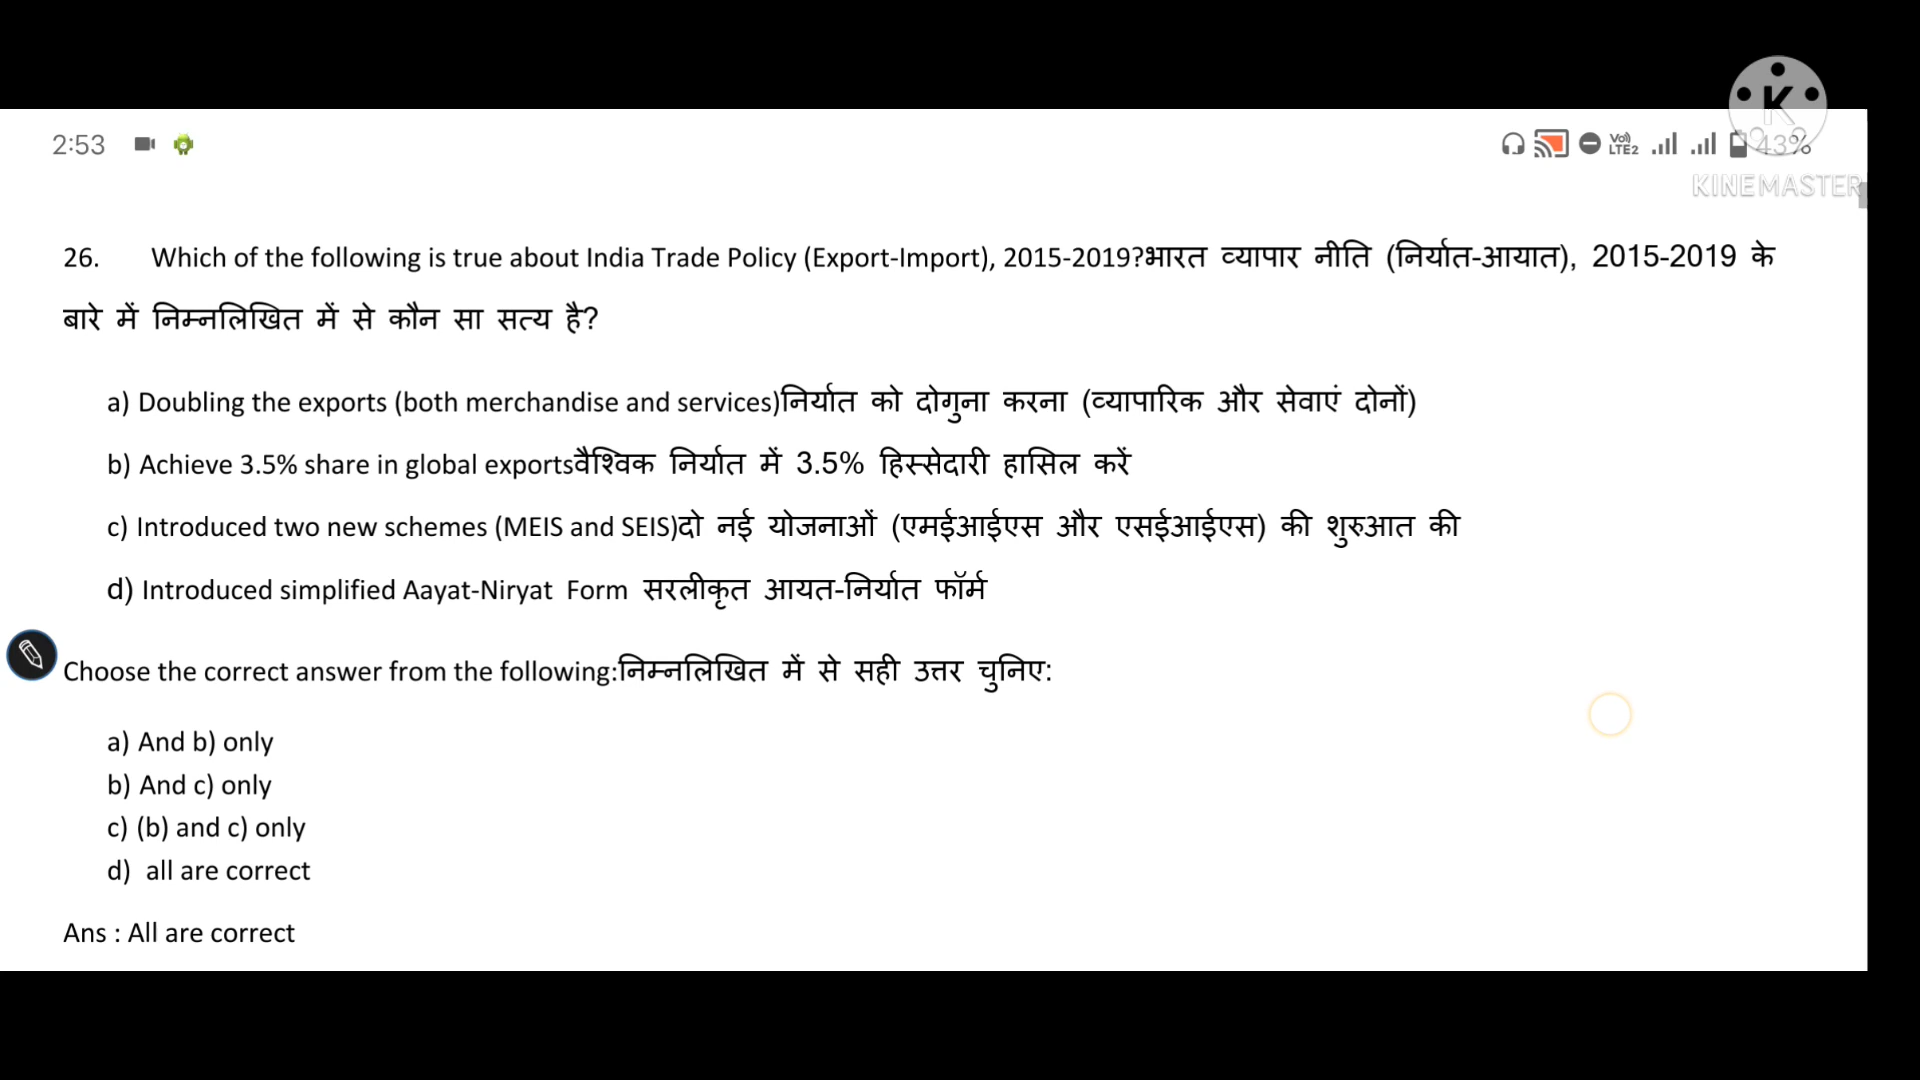 2:53
Vo)) LTE2 43%
K
KINEMASTER
26. Which of the following is true about India Trade Policy (Export-Import), 2015-2019?भारत व्यापार नीति (निर्यात-आयात), 2015-2019 के
बारे में निम्नलिखित में से कौन सा सत्य है?
a) Doubling the exports (both merchandise and services)निर्यात को दोगुना करना (व्यापारिक और सेवाएं दोनों)
b) Achieve 3.5% share in global exportsवैश्विक निर्यात में 3.5% हिस्सेदारी हासिल करें
c) Introduced two new schemes (MEIS and SEIS)दो नई योजनाओं (एमईआईएस और एसईआईएस) की शुरुआत की
d) Introduced simplified Aayat-Niryat Form सरलीकृत आयत-निर्यात फॉर्म
Choose the correct answer from the following:निम्नलिखित में से सही उत्तर चुनिए:
a) And b) only
b) And c) only
c) (b) and c) only
d) all are correct
Ans : All are correct